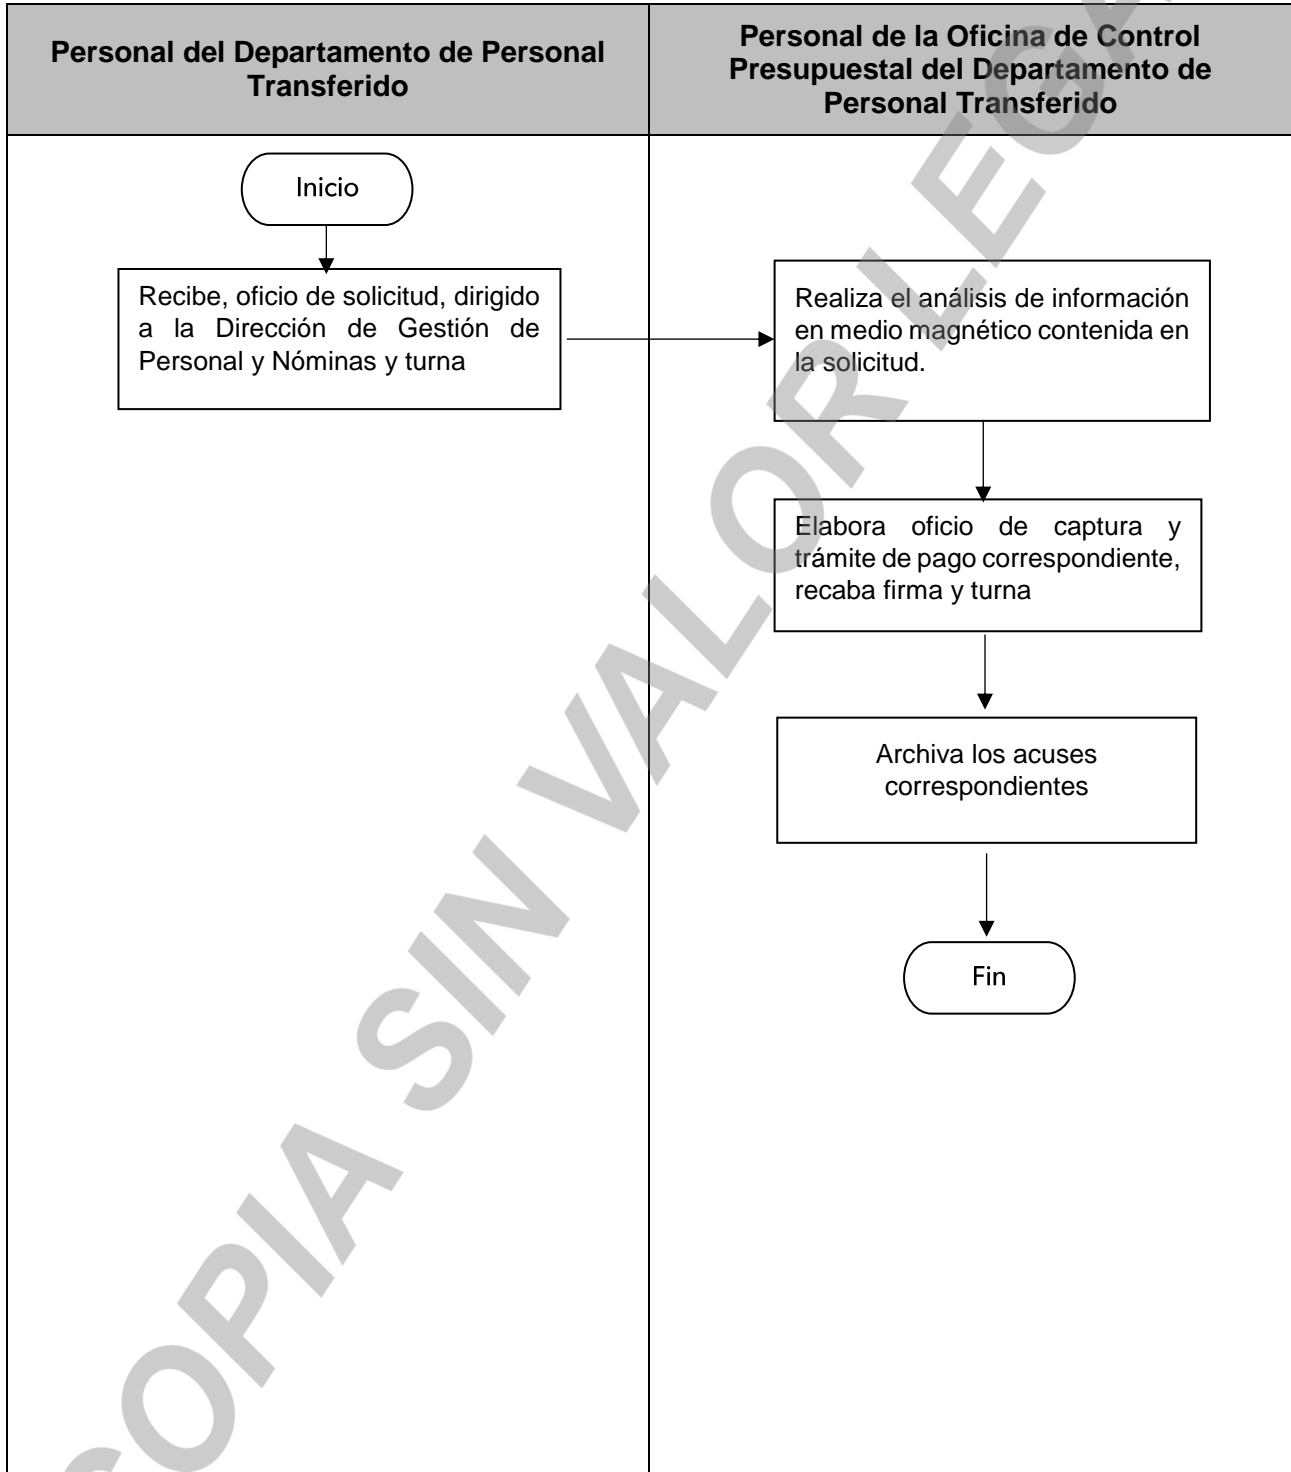 Personal del Departamento de Personal
Transferido
Personal de la Oficina de Control
Presupuestal del Departamento de
Personal Transferido
Inicio
Recibe, oficio de solicitud, dirigido
a la Dirección de Gestión de
Personal y Nóminas y turna
Realiza el análisis de información
en medio magnético contenida en
la solicitud.
Elabora oficio de captura y
trámite de pago correspondiente,
recaba firma y turna
Archiva los acuses
correspondientes
Fin
COPIA SIN VALOR LEGAL